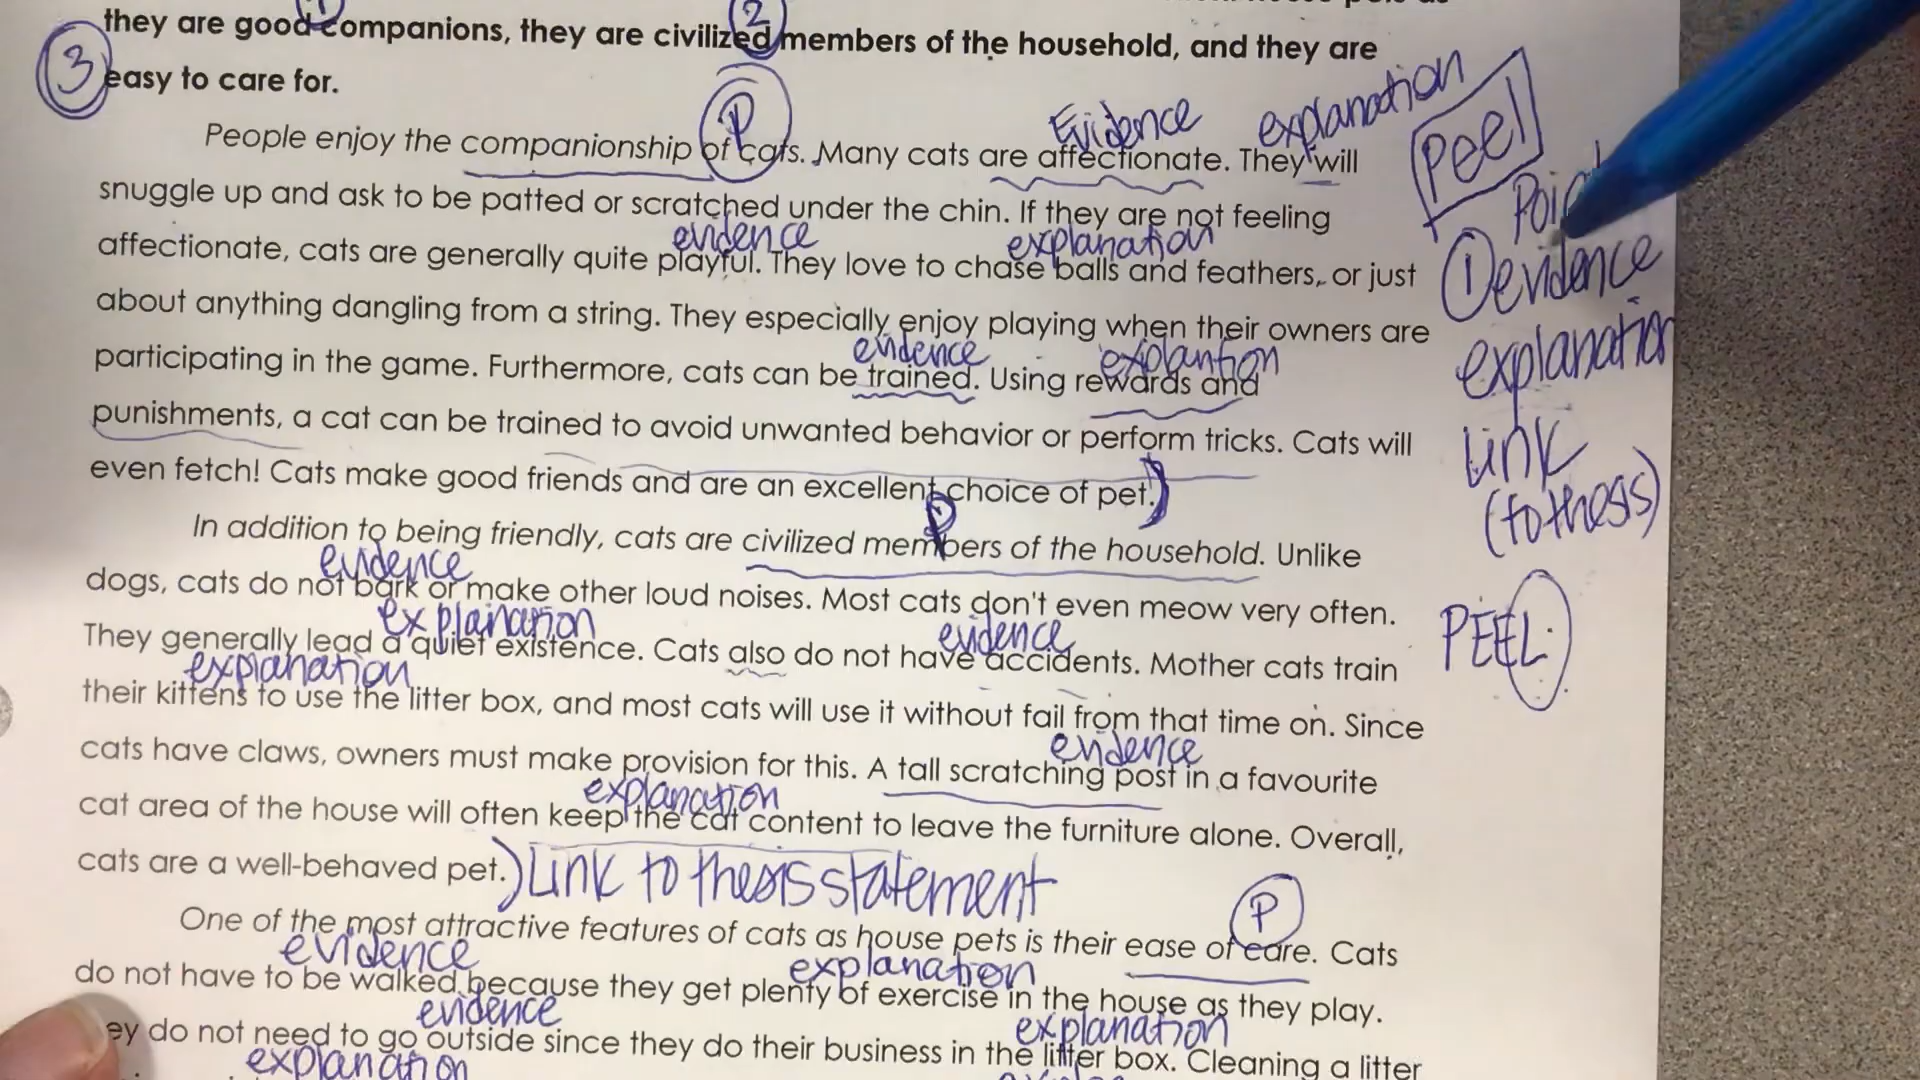 they are good companions, they are civilized members of the household, and they are
easy to care for.
1
2
3
P
Evidence
explanation
People enjoy the companionship of cats. Many cats are affectionate. They will
snuggle up and ask to be patted or scratched under the chin. If they are not feeling
evidence
explanation
affectionate, cats are generally quite playful. They love to chase balls and feathers, or just
about anything dangling from a string. They especially enjoy playing when their owners are
evidence
explantion
participating in the game. Furthermore, cats can be trained. Using rewards and
punishments, a cat can be trained to avoid unwanted behavior or perform tricks. Cats will
even fetch! Cats make good friends and are an excellent choice of pet.
P
In addition to being friendly, cats are civilized members of the household. Unlike
evidence
dogs, cats do not bark or make other loud noises. Most cats don't even meow very often.
explanation
evidence
They generally lead a quiet existence. Cats also do not have accidents. Mother cats train
explanation
their kittens to use the litter box, and most cats will use it without fail from that time on. Since
evidence
cats have claws, owners must make provision for this. A tall scratching post in a favourite
explanation
cat area of the house will often keep the cat content to leave the furniture alone. Overall,
cats are a well-behaved pet.) Link to thesis statement
P
One of the most attractive features of cats as house pets is their ease of care. Cats
evidence
explanation
do not have to be walked because they get plenty of exercise in the house as they play.
evidence
explanation
ey do not need to go outside since they do their business in the litter box. Cleaning a litter
explanation
Peel
1 evidence
explanation
Link
(to thesis)
PEEL